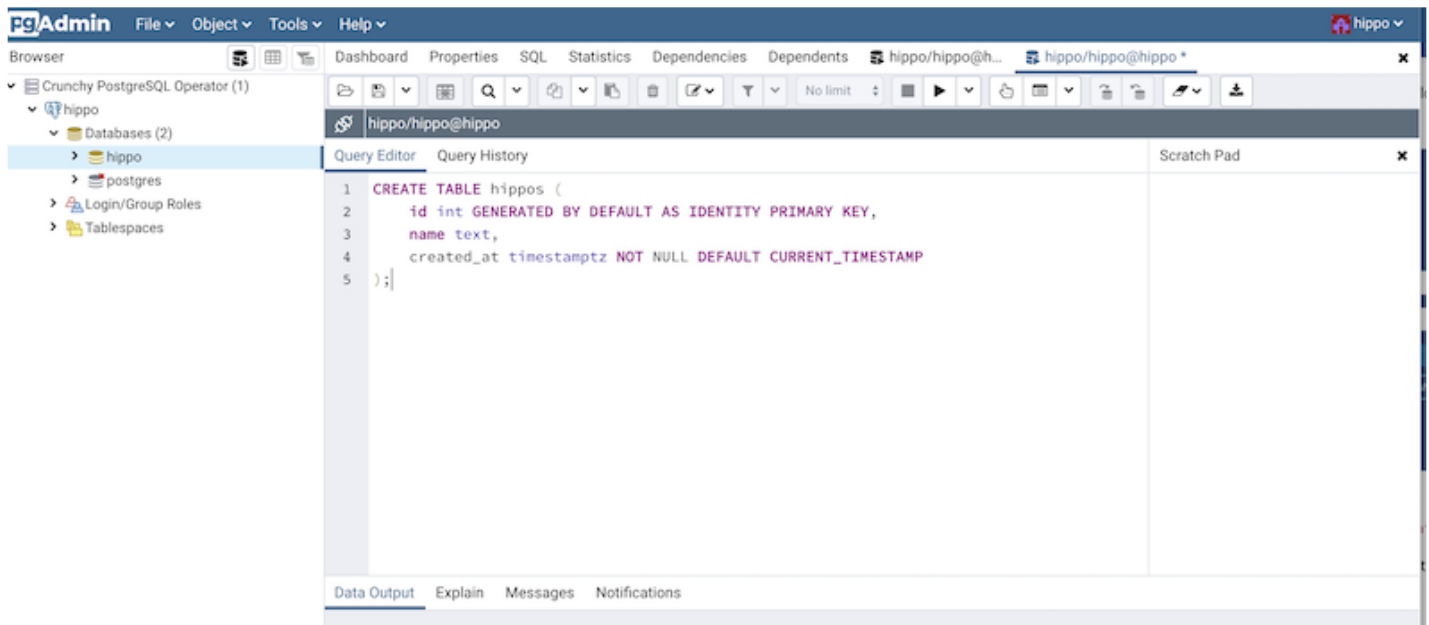 pgAdmin File Object Tools Help hippo
Browser
Dashboard Properties SQL Statistics Dependencies Dependents hippo/hippo@h... hippo/hippo@hippo *
Crunchy PostgreSQL Operator (1)
hippo
Databases (2)
hippo
postgres
Login/Group Roles
Tablespaces
No limit
hippo/hippo@hippo
Query Editor Query History
Scratch Pad
1 CREATE TABLE hippos (
2 id int GENERATED BY DEFAULT AS IDENTITY PRIMARY KEY,
3 name text,
4 created_at timestamptz NOT NULL DEFAULT CURRENT_TIMESTAMP
5 );
Data Output Explain Messages Notifications